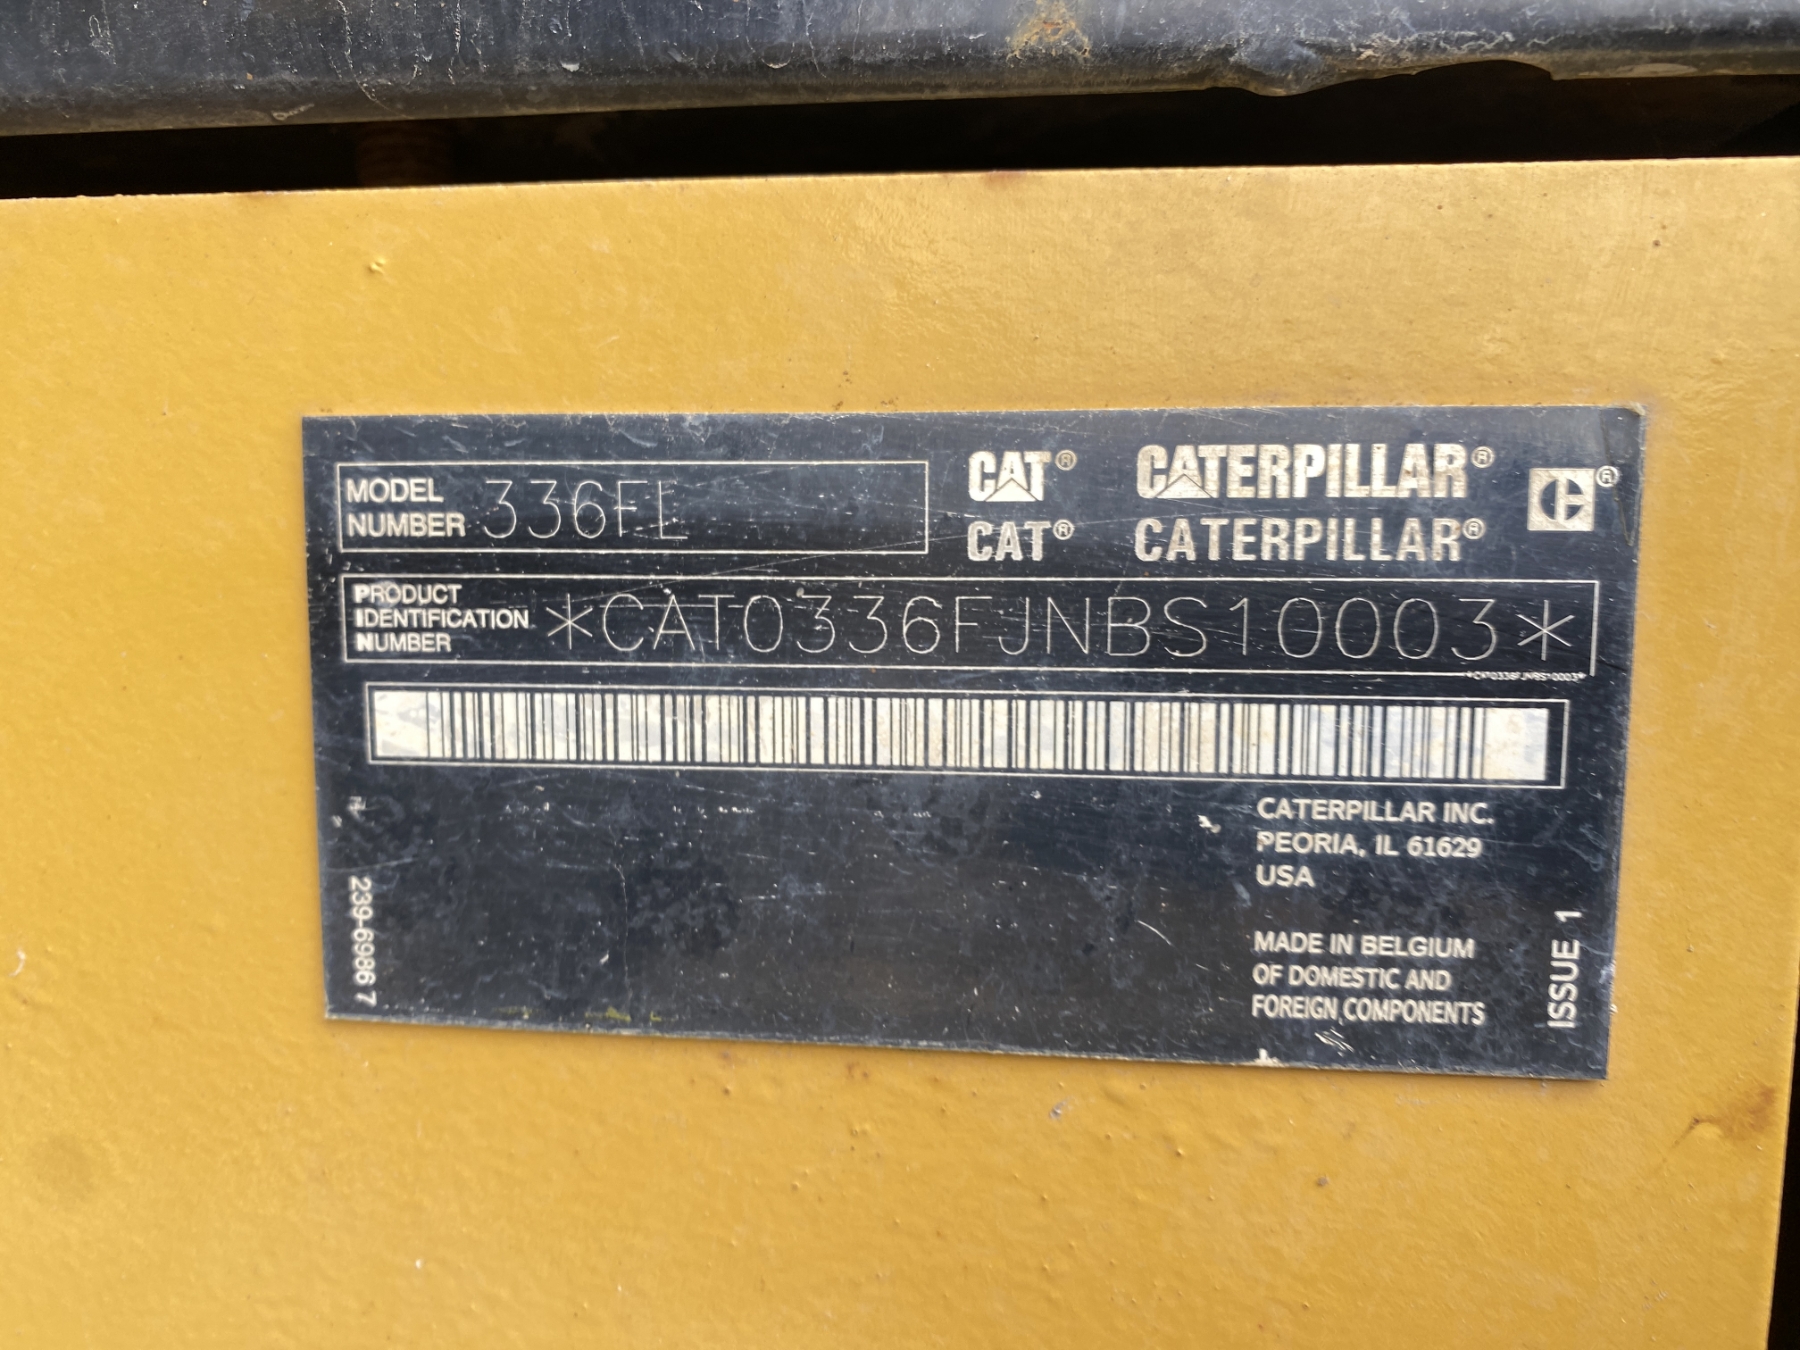 MODEL
NUMBER
336FL
CAT® CATERPILLAR® ®
CAT® CATERPILLAR®
PRODUCT
IDENTIFICATION
NUMBER
*CAT0336FJNBS10003*
*CAT0336FJNBS10003*
CATERPILLAR INC.
PEORIA, IL 61629
USA
MADE IN BELGIUM
OF DOMESTIC AND
FOREIGN COMPONENTS
239-6986 7
ISSUE 1